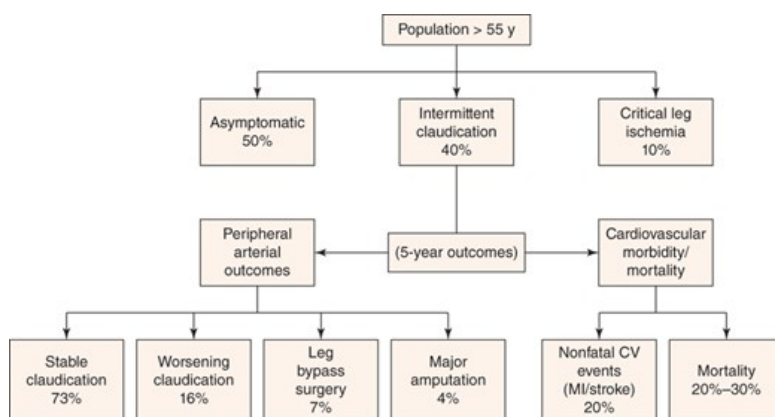 Population > 55 y
Asymptomatic
50%
Intermittent
claudication
40%
Critical leg
ischemia
10%
Peripheral
arterial
outcomes
(5-year outcomes)
Cardiovascular
morbidity/
mortality
Stable
claudication
73%
Worsening
claudication
16%
Leg
bypass
surgery
7%
Major
amputation
4%
Nonfatal CV
events
(MI/stroke)
20%
Mortality
20%–30%